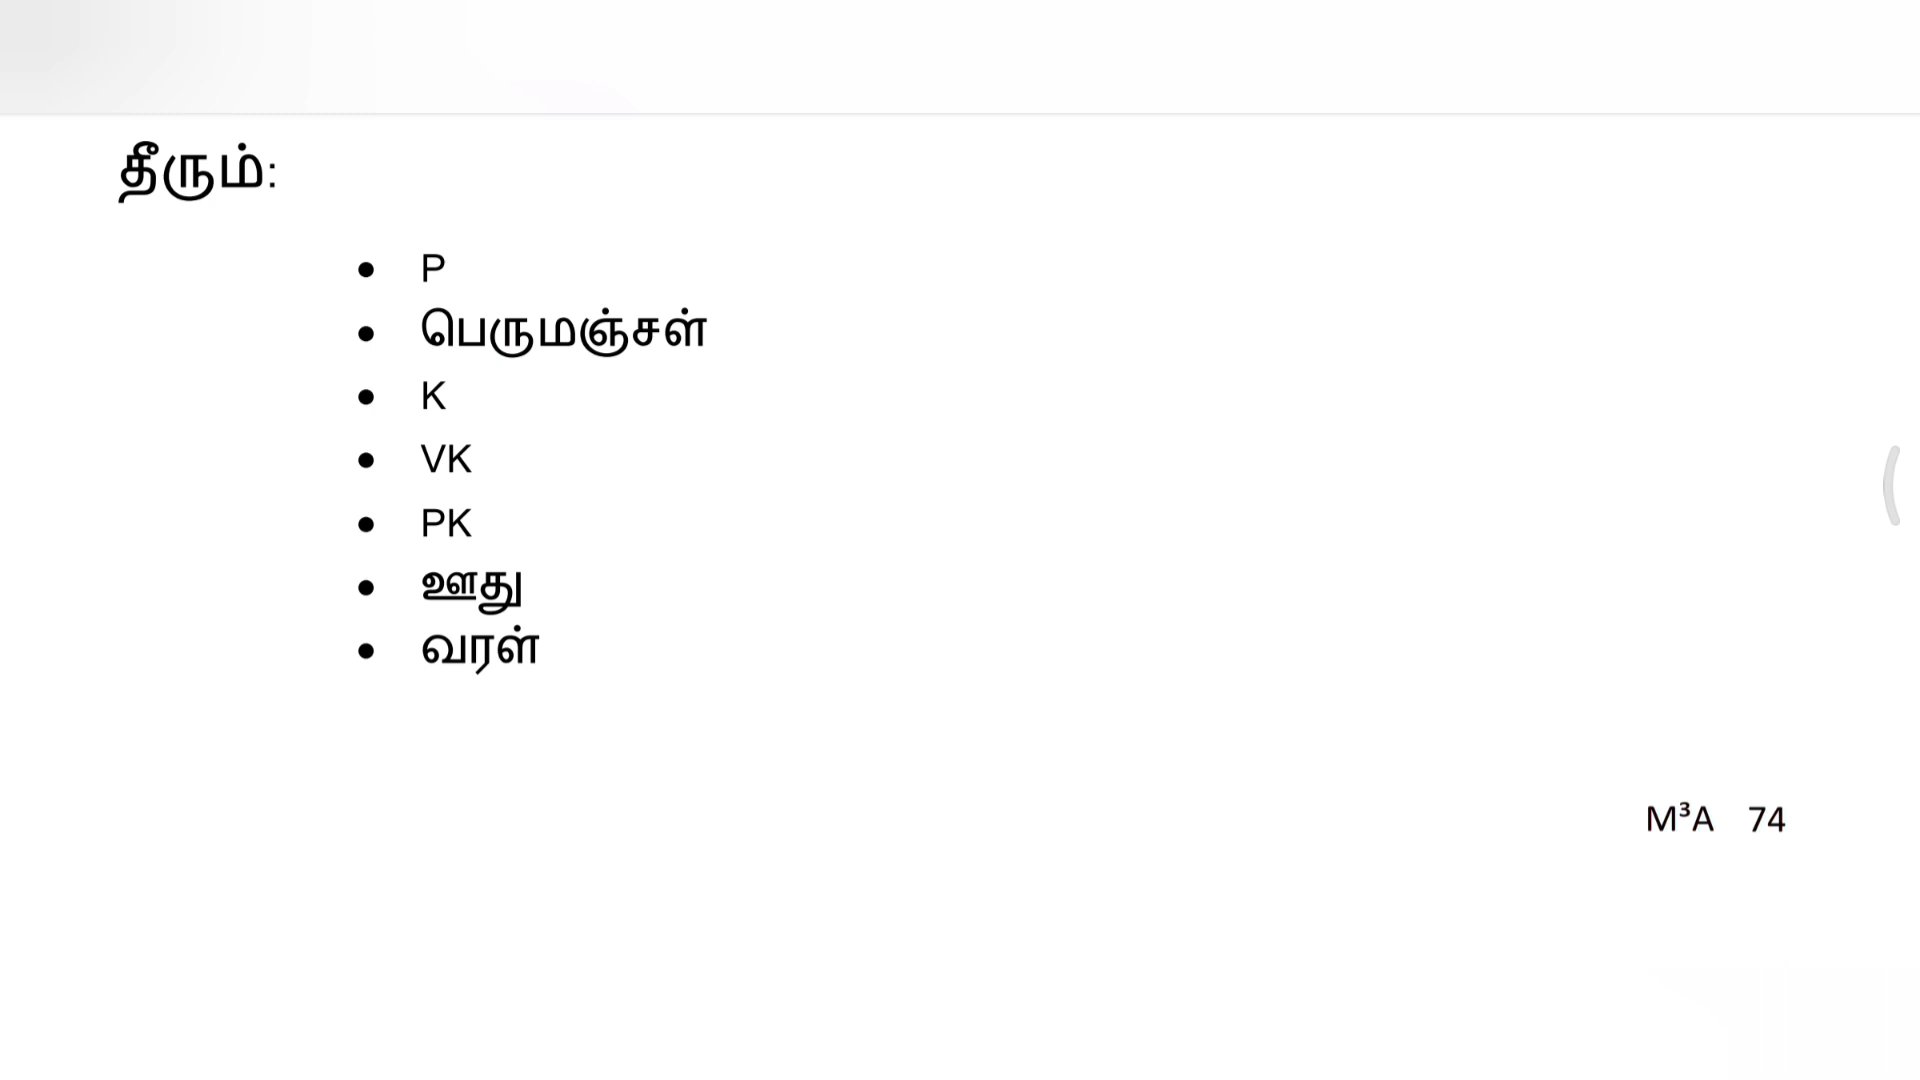 தீரும்:
• P
• பெருமஞ்சள்
• K
• VK
• PK
• ஊது
• வரள்
M³A 74